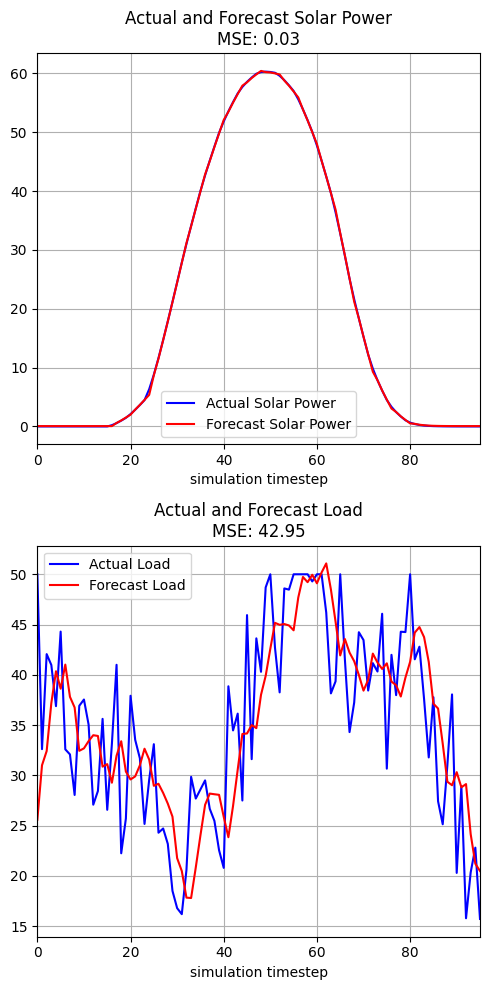 Actual and Forecast Solar Power
MSE: 0.03
60
50
40
30
20
10
0
Actual Solar Power
Forecast Solar Power
0 20 40 60 80
simulation timestep
Actual and Forecast Load
MSE: 42.95
Actual Load
Forecast Load
50
45
40
35
30
25
20
15
0 20 40 60 80
simulation timestep